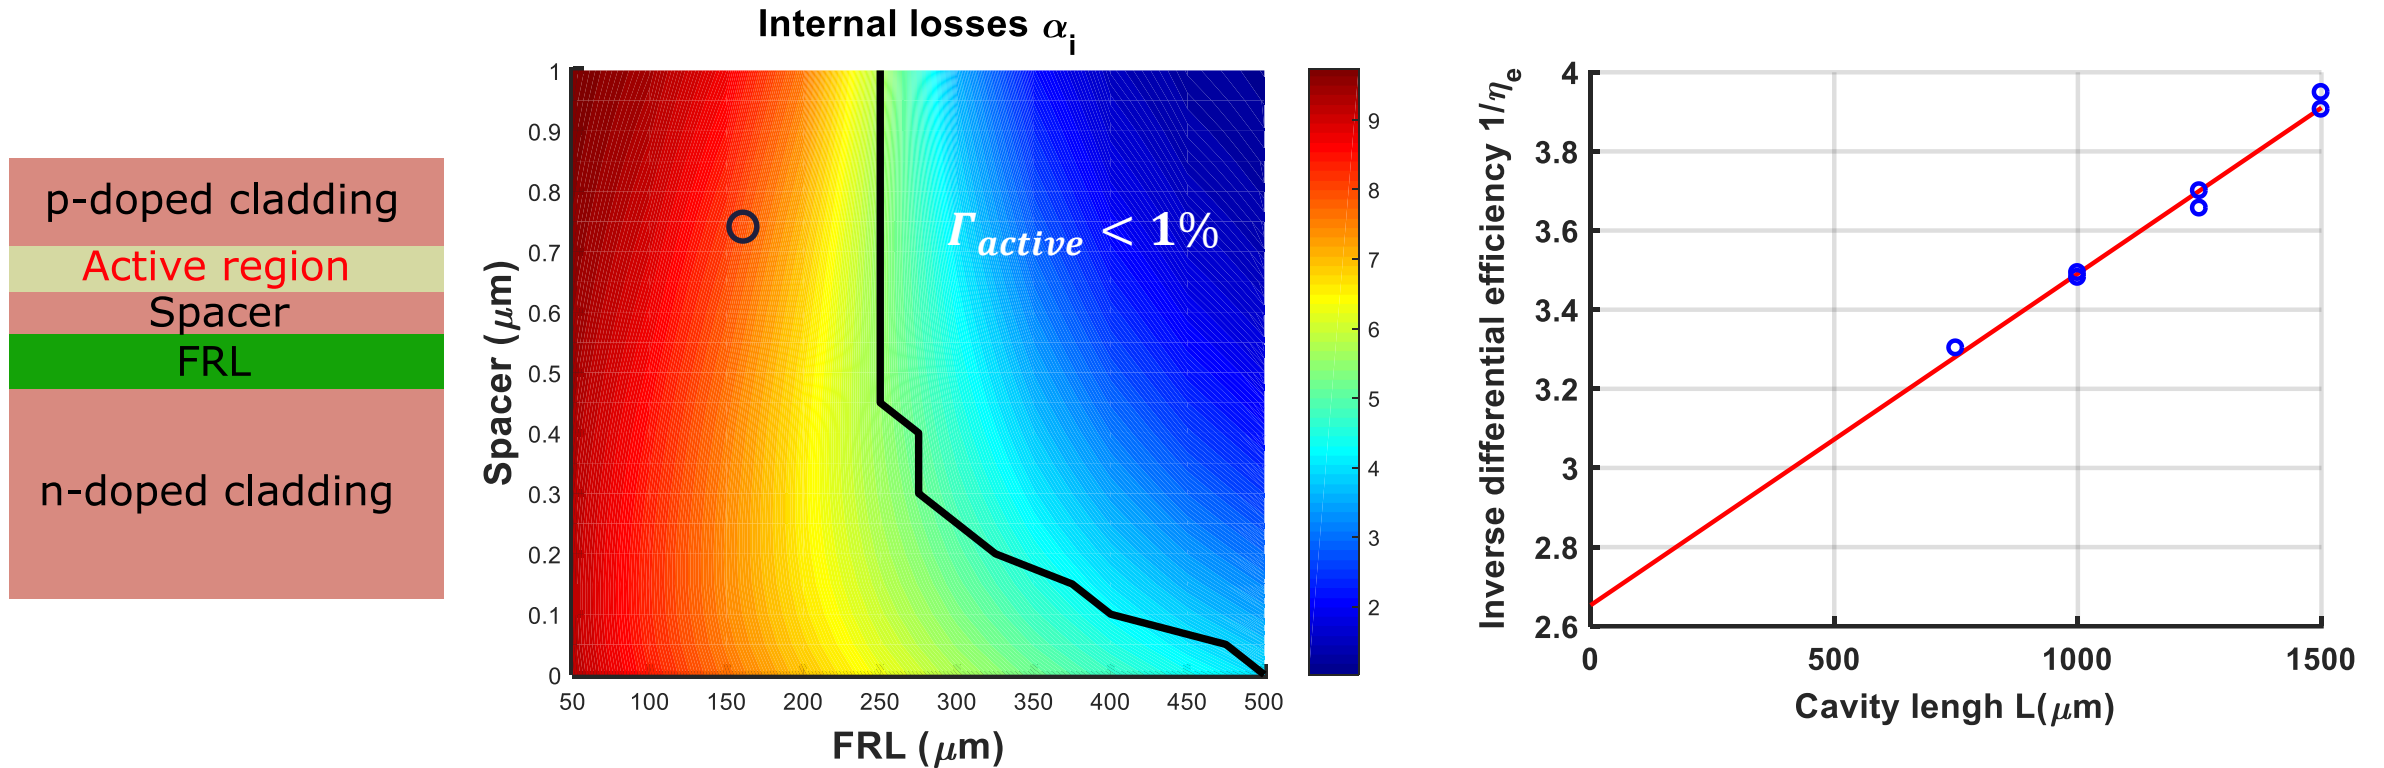 p-doped cladding
Active region
Spacer
FRL
n-doped cladding
Internal losses αi
Spacer (μm)
1
0.9
0.8
0.7
0.6
0.5
0.4
0.3
0.2
0.1
0
Γactive < 1%
50 100 150 200 250 300 350 400 450 500
FRL (μm)
9
8
7
6
5
4
3
2
Inverse differential efficiency 1/ηe
4
3.8
3.6
3.4
3.2
3
2.8
2.6
0 500 1000 1500
Cavity lengh L(μm)